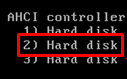 AHCI controller
1) Hard disk
2) Hard disk
3) Hard disk